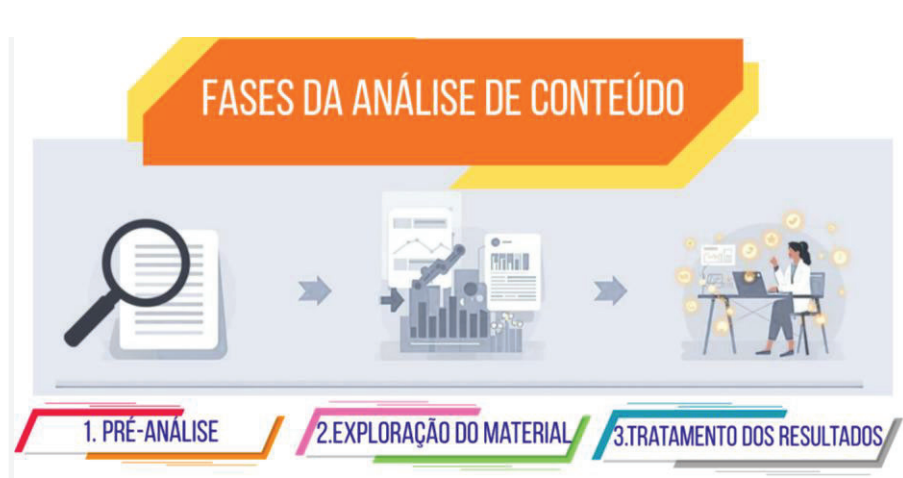 FASES DA ANÁLISE DE CONTEÚDO
1. PRÉ-ANÁLISE
2.EXPLORAÇÃO DO MATERIAL
3.TRATAMENTO DOS RESULTADOS